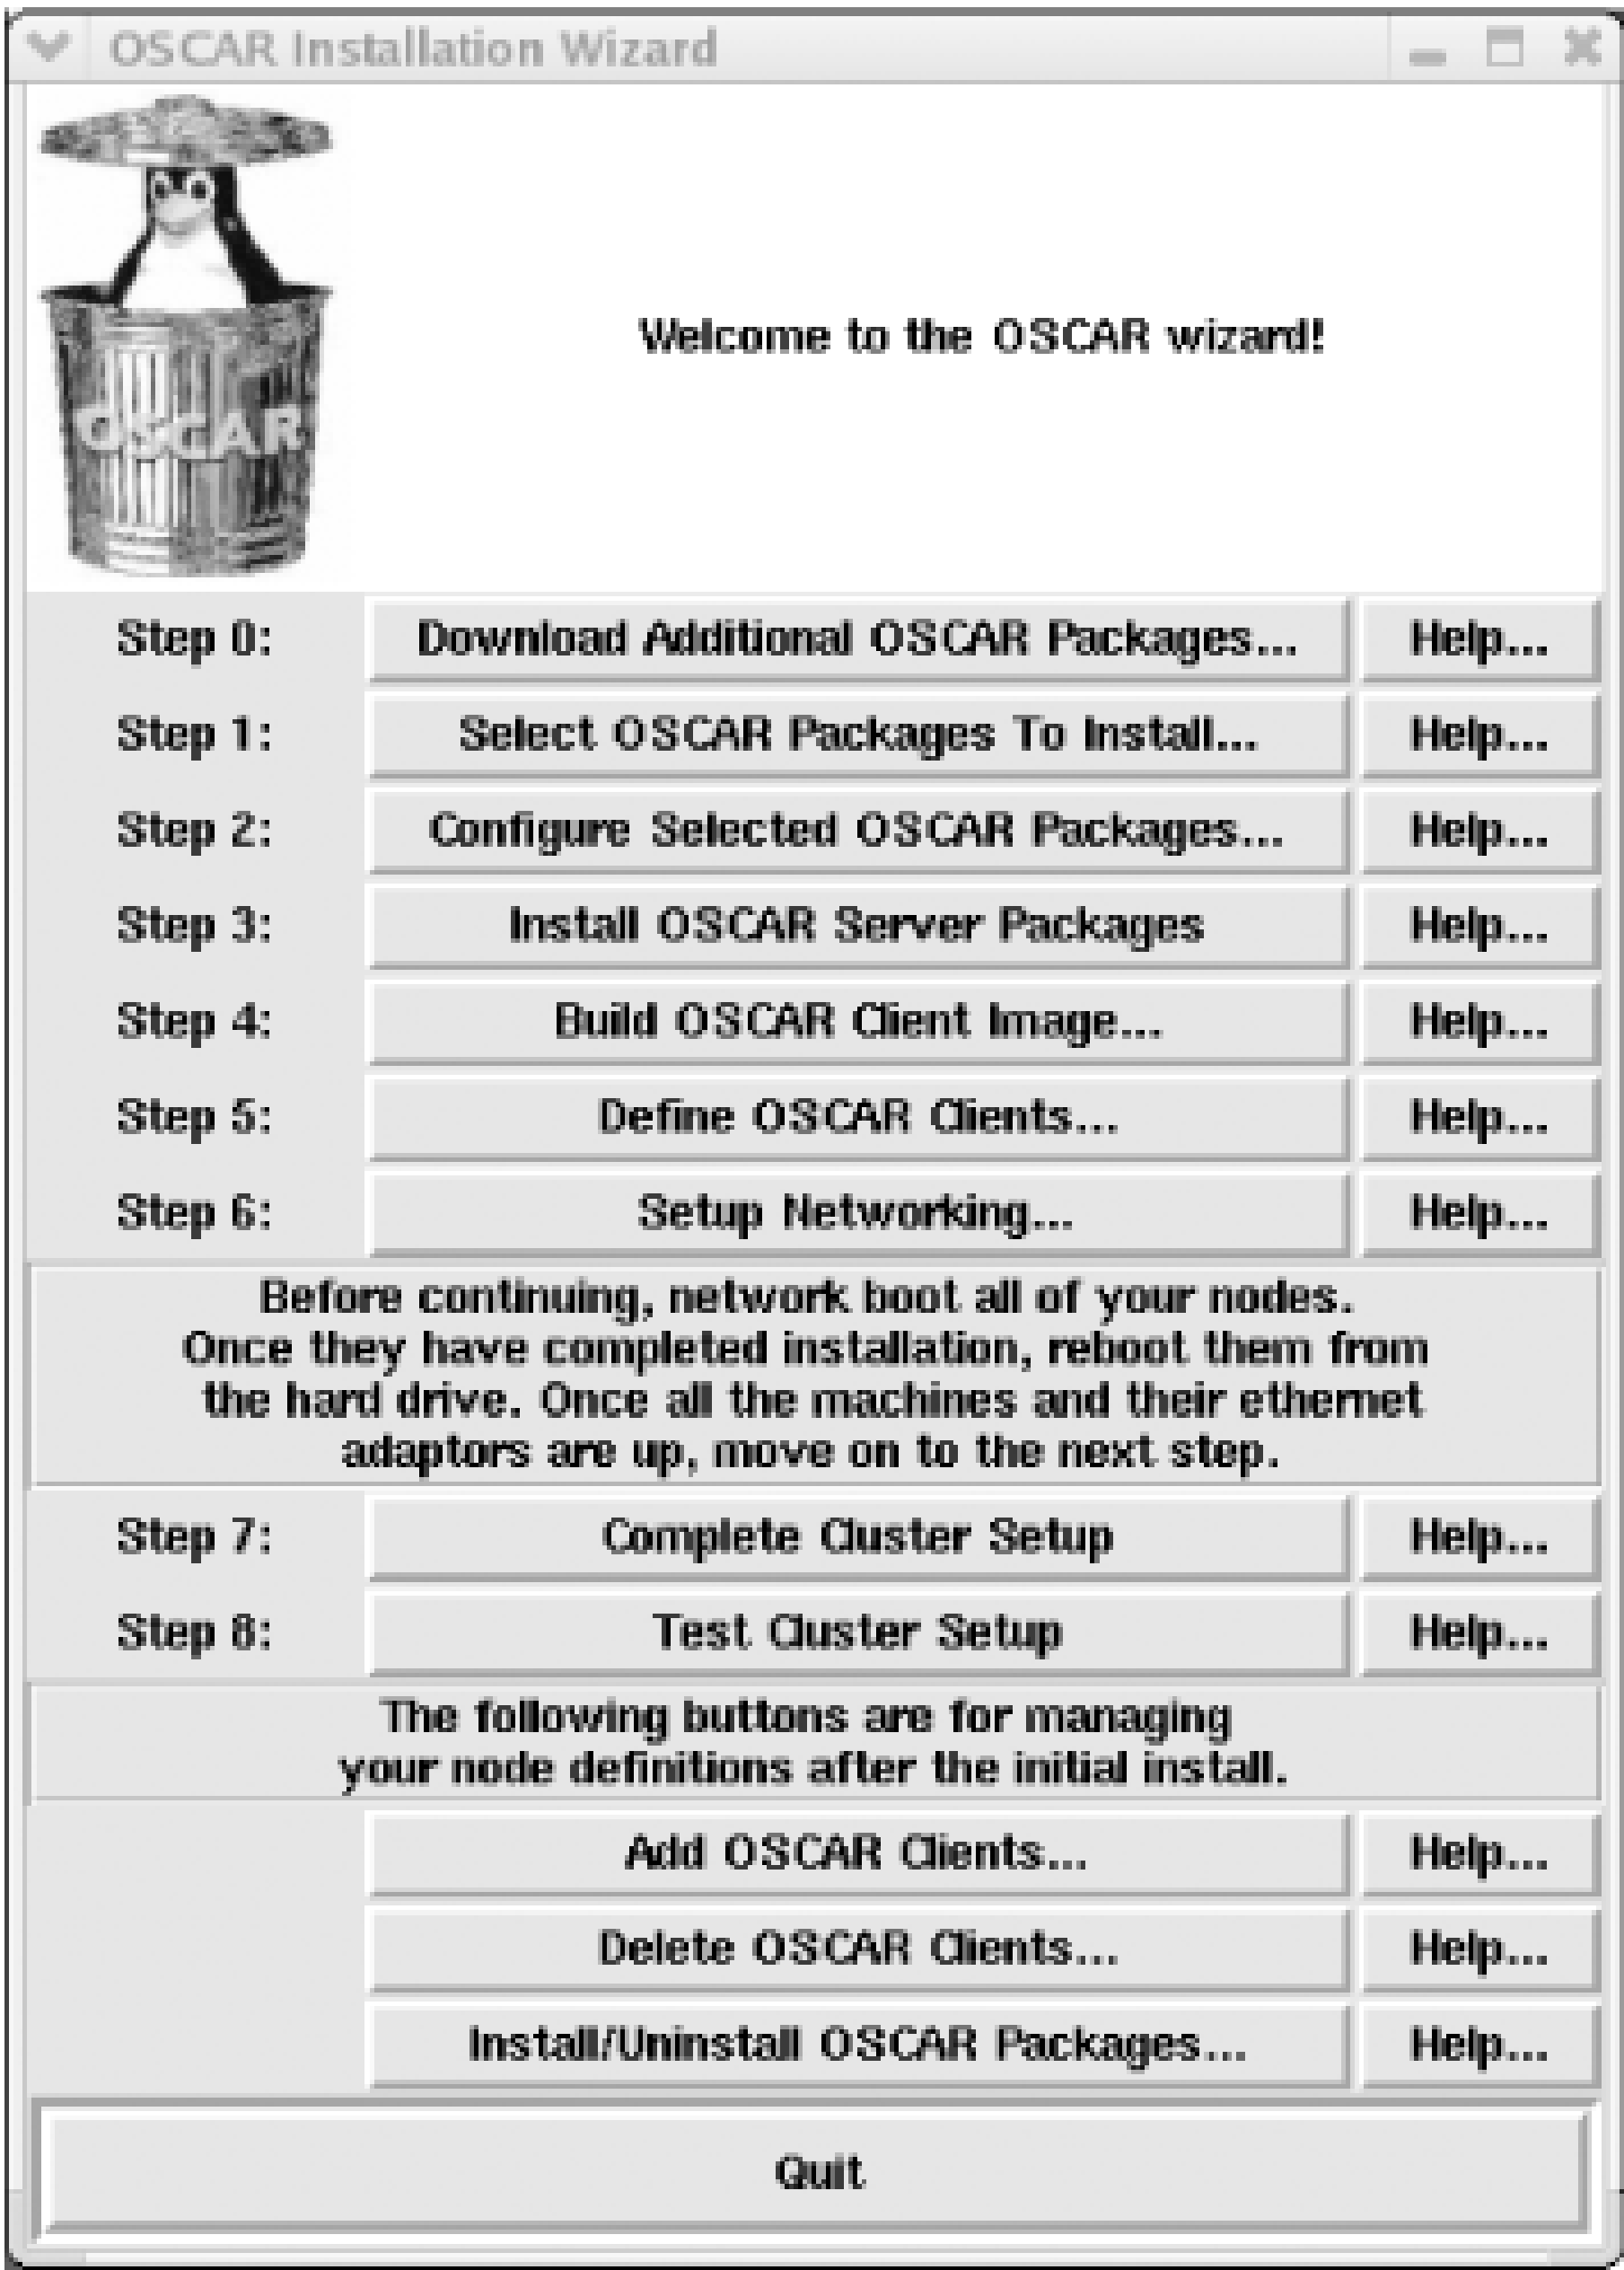 OSCAR Installation Wizard
OSCAR
Welcome to the OSCAR wizard!
Step 0: Download Additional OSCAR Packages... Help...
Step 1: Select OSCAR Packages To Install... Help...
Step 2: Configure Selected OSCAR Packages... Help...
Step 3: Install OSCAR Server Packages Help...
Step 4: Build OSCAR Client Image... Help...
Step 5: Define OSCAR Clients... Help...
Step 6: Setup Networking... Help...
Before continuing, network boot all of your nodes.
Once they have completed installation, reboot them from
the hard drive. Once all the machines and their ethernet
adaptors are up, move on to the next step.
Step 7: Complete Cluster Setup Help...
Step 8: Test Cluster Setup Help...
The following buttons are for managing
your node definitions after the initial install.
Add OSCAR Clients... Help...
Delete OSCAR Clients... Help...
Install/Uninstall OSCAR Packages... Help...
Quit